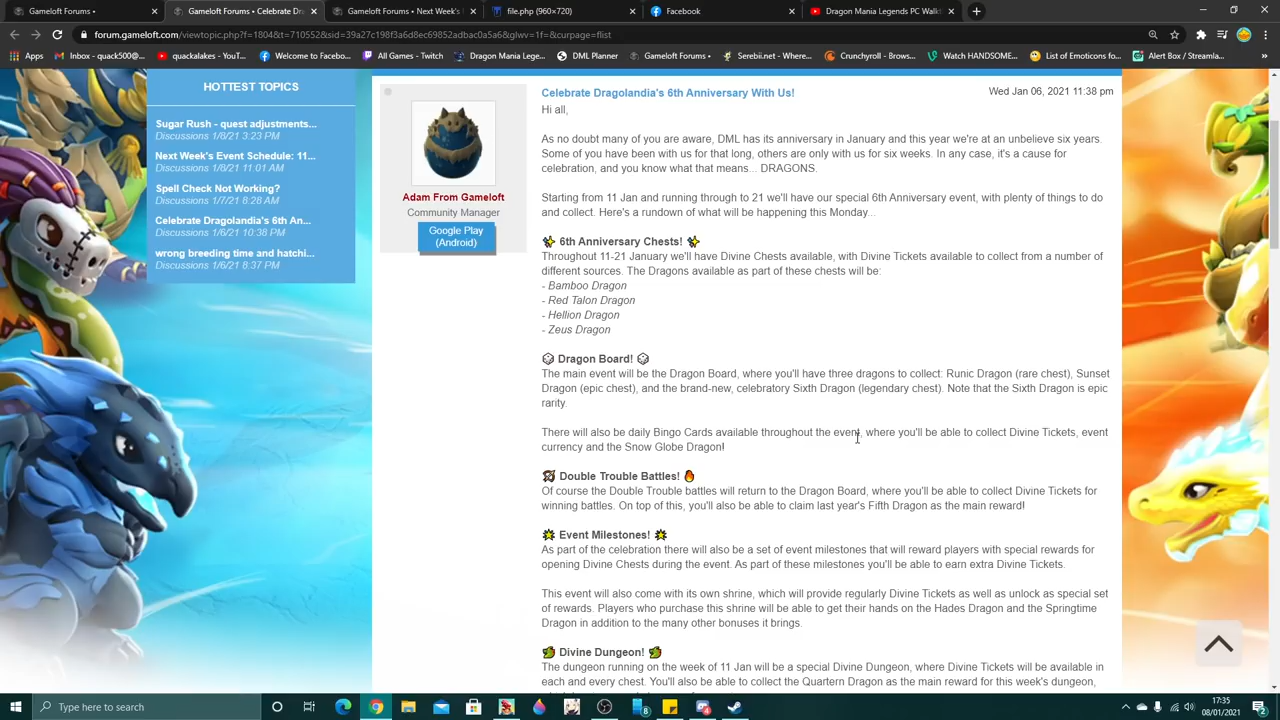 Gameloft Forums •
Gameloft Forums • Celebrate Dr
Gameloft Forums • Next Week's
file.php (960×720)
Facebook
Dragon Mania Legends PC Walk
forum.gameloft.com/viewtopic.php?f=1804&t=710552&sid=39a27c198f3a6d8ec69852adbac0a5a6&glwv=1f=&curpage=flist
Apps
Inbox - quack500@...
quackalakes - YouT...
Welcome to Facebo...
All Games - Twitch
Dragon Mania Lege...
DML Planner
Gameloft Forums •...
Serebii.net - Where...
Crunchyroll - Brows...
Watch HANDSOME...
List of Emoticons fo...
Alert Box / Streamla...
HOTTEST TOPICS
Sugar Rush - quest adjustments...
Discussions 1/8/21 3:23 PM
Next Week's Event Schedule: 11...
Discussions 1/8/21 11:01 AM
Spell Check Not Working?
Discussions 1/7/21 8:28 AM
Celebrate Dragolandia's 6th An...
Discussions 1/6/21 10:38 PM
wrong breeding time and hatchi...
Discussions 1/6/21 8:37 PM
Adam From Gameloft
Community Manager
Google Play
(Android)
Celebrate Dragolandia's 6th Anniversary With Us!
Wed Jan 06, 2021 11:38 pm
Hi all,
As no doubt many of you are aware, DML has its anniversary in January and this year we're at an unbelieve six years.
Some of you have been with us for that long, others are only with us for six weeks. In any case, it's a cause for
celebration, and you know what that means... DRAGONS.
Starting from 11 Jan and running through to 21 we'll have our special 6th Anniversary event, with plenty of things to do
and collect. Here's a rundown of what will be happening this Monday...
6th Anniversary Chests!
Throughout 11-21 January we'll have Divine Chests available, with Divine Tickets available to collect from a number of
different sources. The Dragons available as part of these chests will be:
- Bamboo Dragon
- Red Talon Dragon
- Hellion Dragon
- Zeus Dragon
Dragon Board!
The main event will be the Dragon Board, where you'll have three dragons to collect: Runic Dragon (rare chest), Sunset
Dragon (epic chest), and the brand-new, celebratory Sixth Dragon (legendary chest). Note that the Sixth Dragon is epic
rarity.
There will also be daily Bingo Cards available throughout the event, where you'll be able to collect Divine Tickets, event
currency and the Snow Globe Dragon!
Double Trouble Battles!
Of course the Double Trouble battles will return to the Dragon Board, where you'll be able to collect Divine Tickets for
winning battles. On top of this, you'll also be able to claim last year's Fifth Dragon as the main reward!
Event Milestones!
As part of the celebration there will also be a set of event milestones that will reward players with special rewards for
opening Divine Chests during the event. As part of these milestones you'll be able to earn extra Divine Tickets.
This event will also come with its own shrine, which will provide regularly Divine Tickets as well as unlock as special set
of rewards. Players who purchase this shrine will be able to get their hands on the Hades Dragon and the Springtime
Dragon in addition to the many other bonuses it brings.
Divine Dungeon!
The dungeon running on the week of 11 Jan will be a special Divine Dungeon, where Divine Tickets will be available in
each and every chest. You'll also be able to collect the Quartern Dragon as the main reward for this week's dungeon,
Type here to search
17:35
08/01/2021